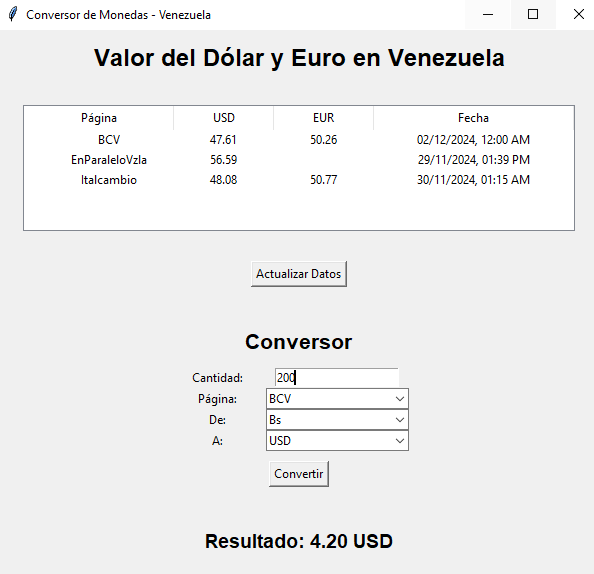 Conversor de Monedas - Venezuela
Valor del Dólar y Euro en Venezuela
Página USD EUR Fecha
BCV 47.61 50.26 02/12/2024, 12:00 AM
EnParaleloVzla 56.59 29/11/2024, 01:39 PM
Italcambio 48.08 50.77 30/11/2024, 01:15 AM
Actualizar Datos
Conversor
Cantidad: 200
Página: BCV
De: Bs
A: USD
Convertir
Resultado: 4.20 USD